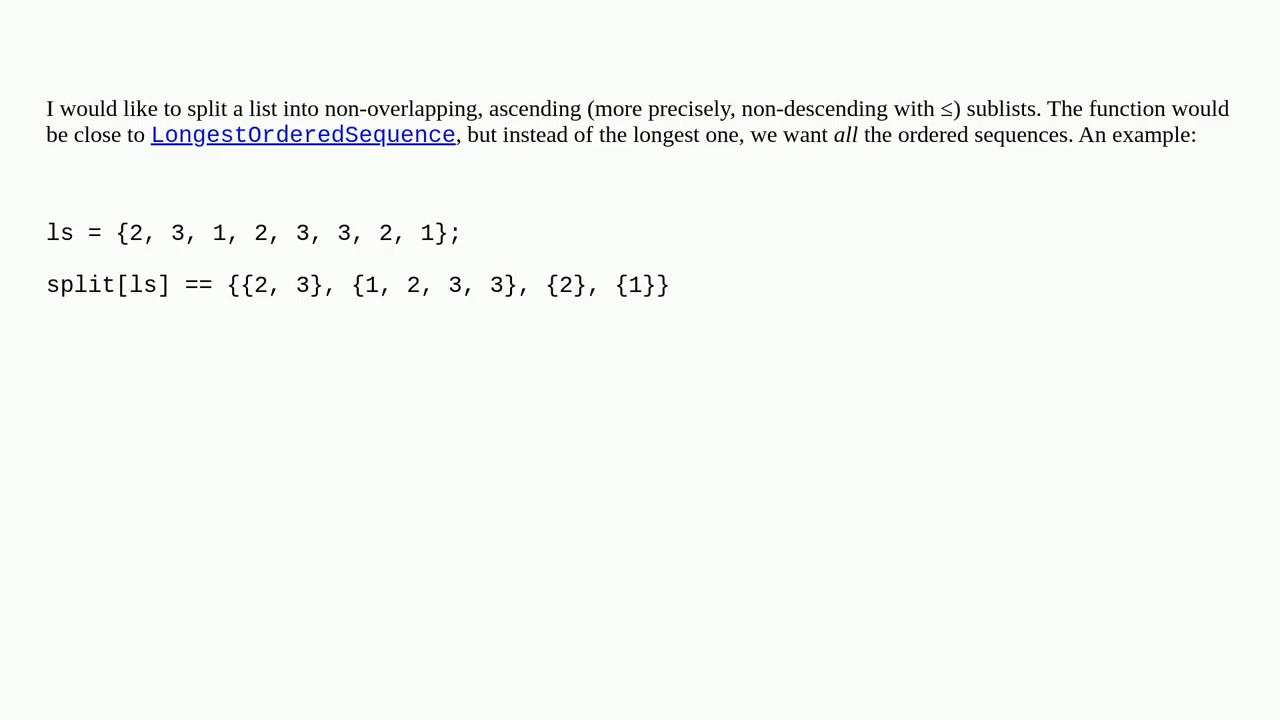 I would like to split a list into non-overlapping, ascending (more precisely, non-descending with ≤) sublists. The function would
be close to LongestOrderedSequence, but instead of the longest one, we want all the ordered sequences. An example:
ls = {2, 3, 1, 2, 3, 3, 2, 1};
split[ls] == {{2, 3}, {1, 2, 3, 3}, {2}, {1}}